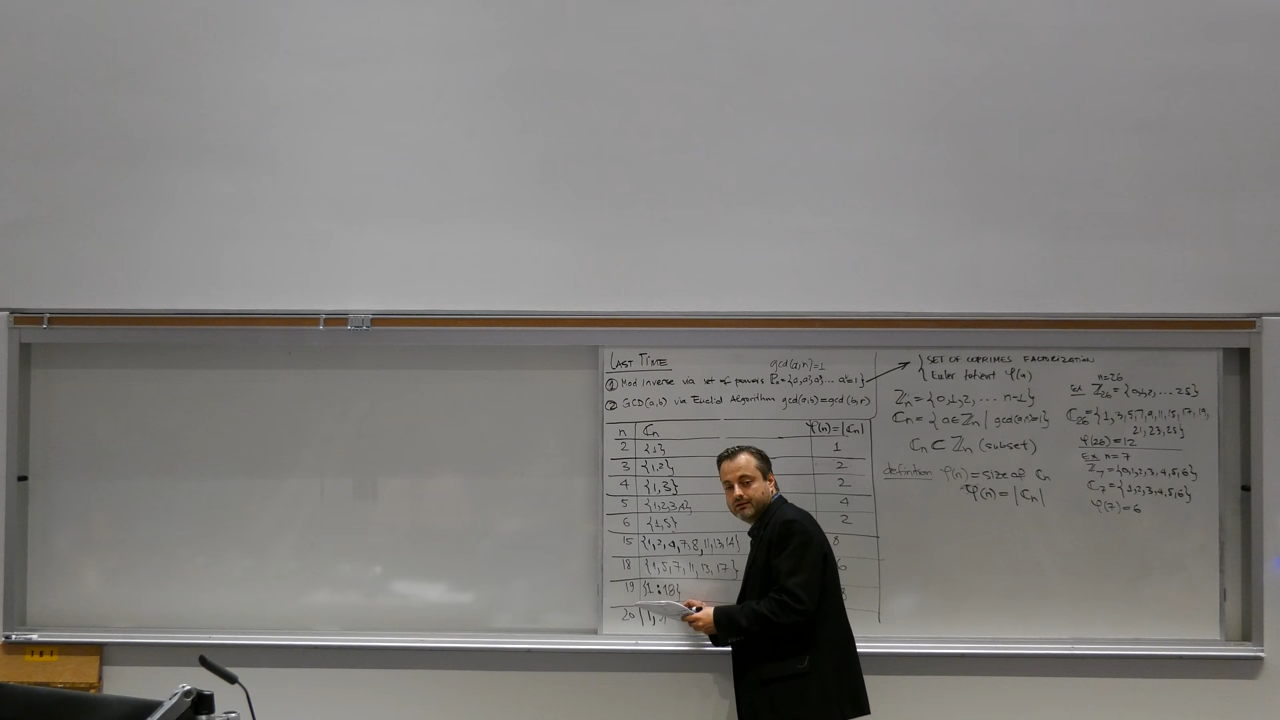 LAST TIME
gcd(a,n)=1
① Mod inverse via set of powers Pₐ={a,a²,a³,... aᵏ=1}
② GCD(a,b) via Euclid Algorithm gcd(a,b)=gcd(b,r)
n ℂn φ(n)=|ℂn|
2 {1} 1
3 {1,2} 2
4 {1,3} 2
5 {1,2,3,4} 4
6 {1,5} 2
15 {1,2,4,7,8,11,13,14} 8
18 {1,5,7,11,13,17} 6
19 {1:18}
20
SET OF COPRIMES FACTORIZATION
Euler totient φ(n)
ℤn={0,1,2,... n-1}
ℂn={a∈ℤn | gcd(a,n)=1}
ℂn⊂ℤn (subset)
definition φ(n)=size of ℂn
φ(n)=|ℂn|
n=26
Ex ℤ26={0,1,2,...25}
ℂ26={1,3,5,7,9,11,15,17,19,
21,23,25}
φ(26)=12
Ex n=7
ℤ7={0,1,2,3,4,5,6}
ℂ7={1,2,3,4,5,6}
φ(7)=6